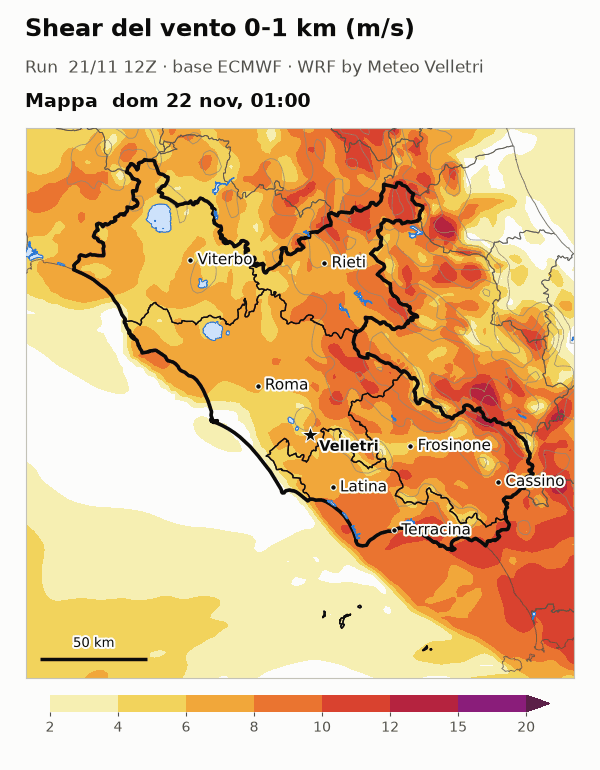 Shear del vento 0-1 km (m/s)
Run  21/11 12Z · base ECMWF · WRF by Meteo Velletri
Mappa  dom 22 nov, 01:00
Viterbo
Rieti
Roma
Velletri
Frosinone
Cassino
Latina
Terracina
50 km
2 4 6 8 10 12 15 20